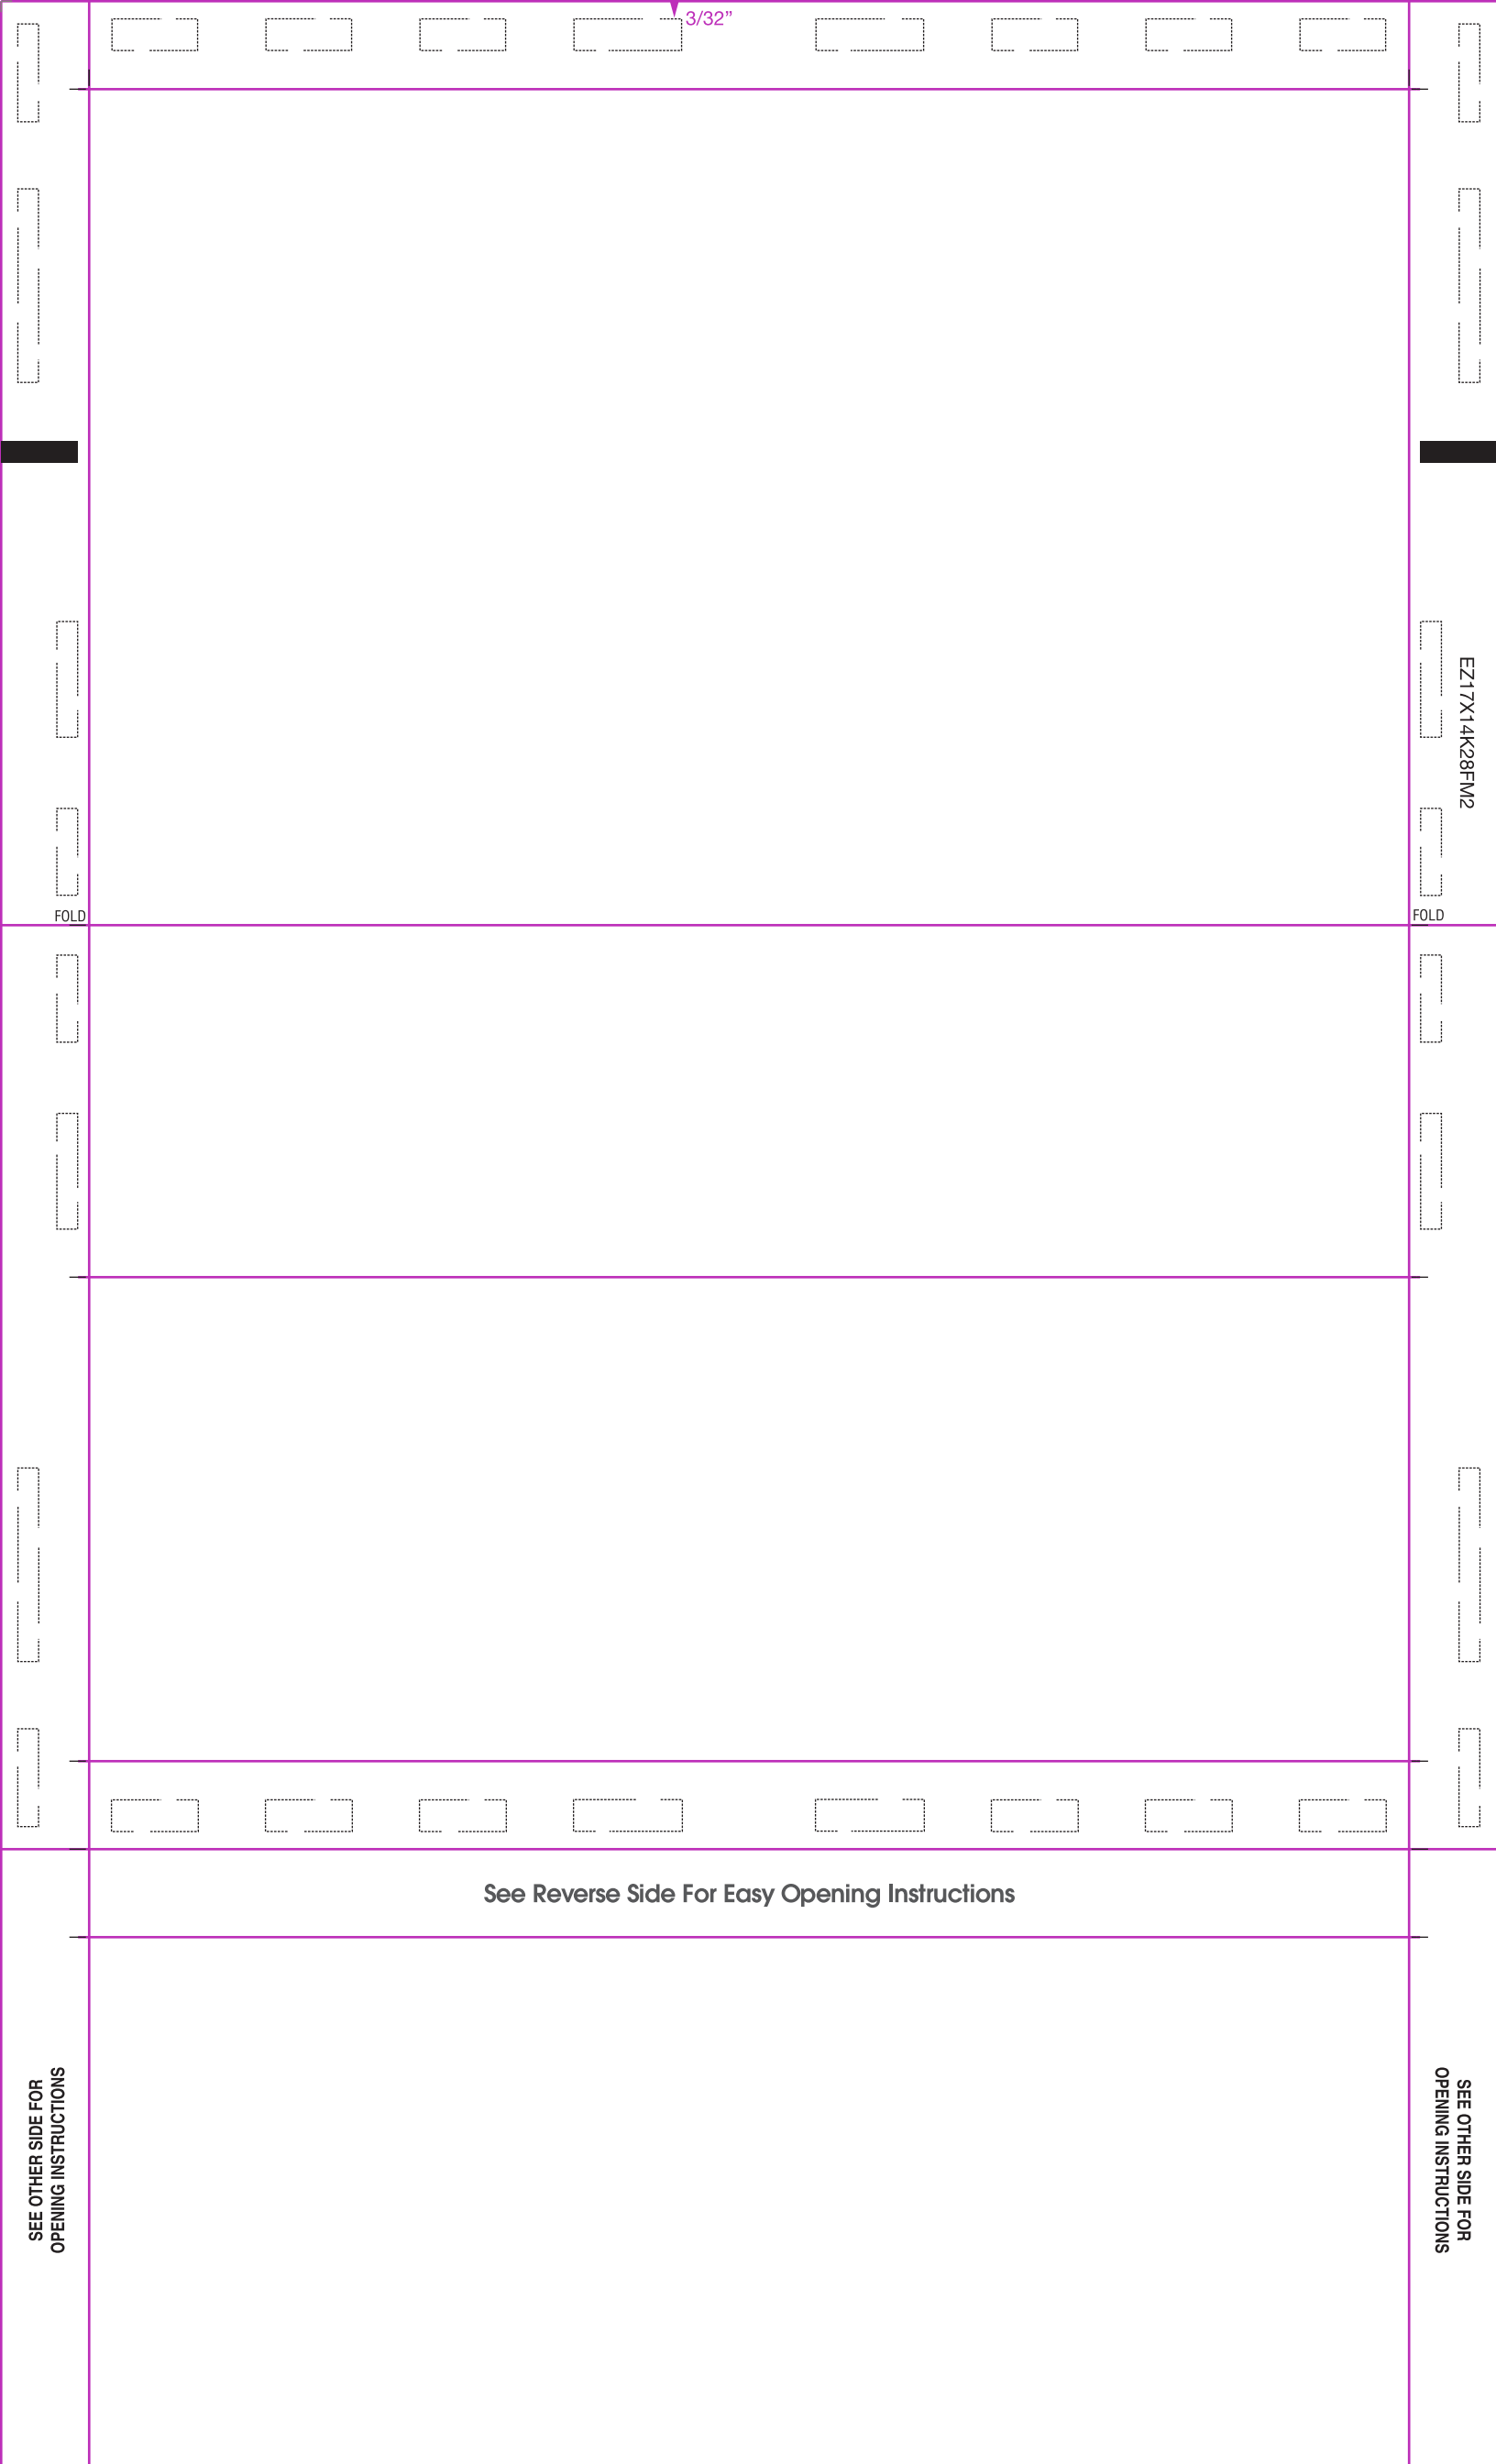 3/32”
EZ17X14K28FM2
FOLD
FOLD
See Reverse Side For Easy Opening Instructions
SEE OTHER SIDE FOR
OPENING INSTRUCTIONS
SEE OTHER SIDE FOR
OPENING INSTRUCTIONS